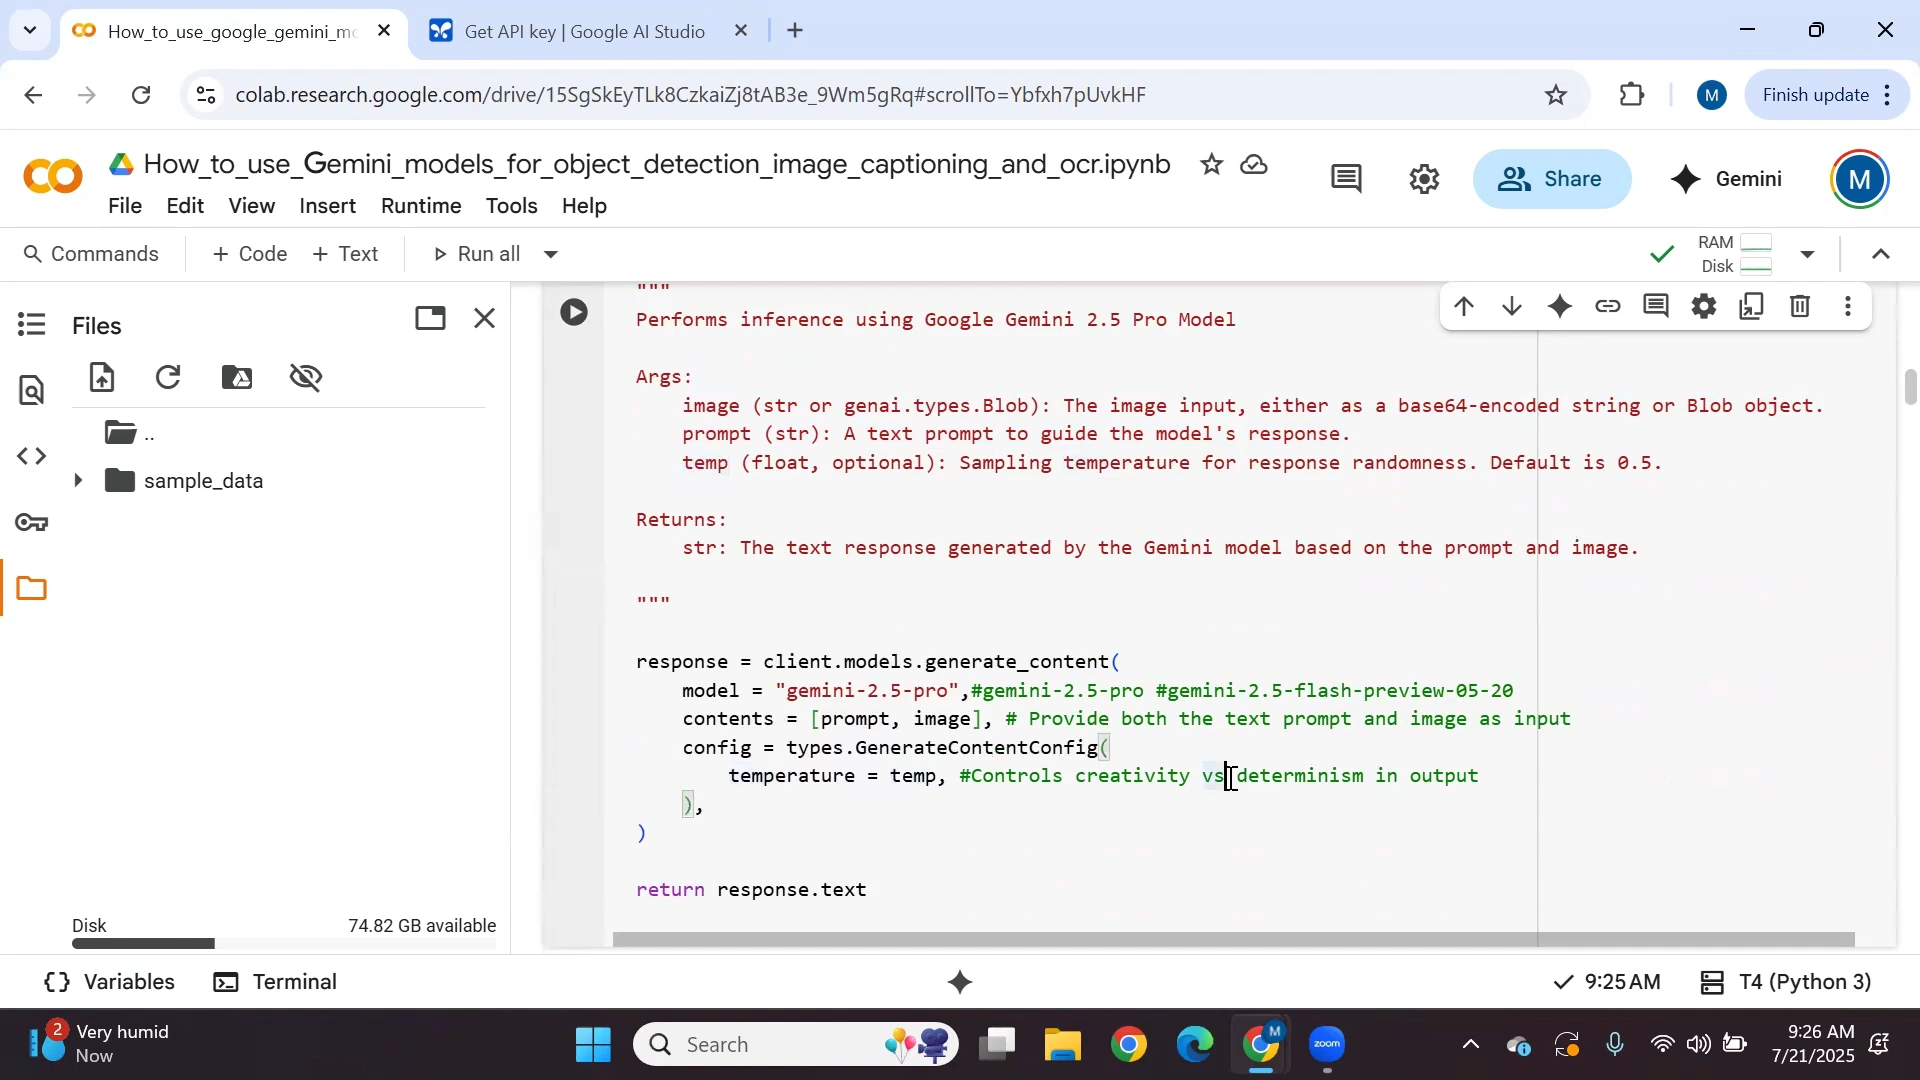 How_to_use_google_gemini_mo
Get API key | Google AI Studio
colab.research.google.com/drive/15SgSkEyTLk8CzkaiZj8tAB3e_9Wm5gRq#scrollTo=Ybfxh7pUvkHF
M
Finish update
How_to_use_Gemini_models_for_object_detection_image_captioning_and_ocr.ipynb
Share
Gemini
M
File Edit View Insert Runtime Tools Help
Commands
+ Code + Text
Run all
RAM
Disk
Files
..
sample_data
Disk 74.82 GB available
"""
Performs inference using Google Gemini 2.5 Pro Model
Args:
image (str or genai.types.Blob): The image input, either as a base64-encoded string or Blob object.
prompt (str): A text prompt to guide the model's response.
temp (float, optional): Sampling temperature for response randomness. Default is 0.5.
Returns:
str: The text response generated by the Gemini model based on the prompt and image.
"""
response = client.models.generate_content(
model = "gemini-2.5-pro",#gemini-2.5-pro #gemini-2.5-flash-preview-05-20
contents = [prompt, image], # Provide both the text prompt and image as input
config = types.GenerateContentConfig(
temperature = temp, #Controls creativity vs determinism in output
),
)
return response.text
{} Variables
Terminal
9:25 AM
T4 (Python 3)
2
Very humid
Now
Search
M
zoom
9:26 AM
7/21/2025